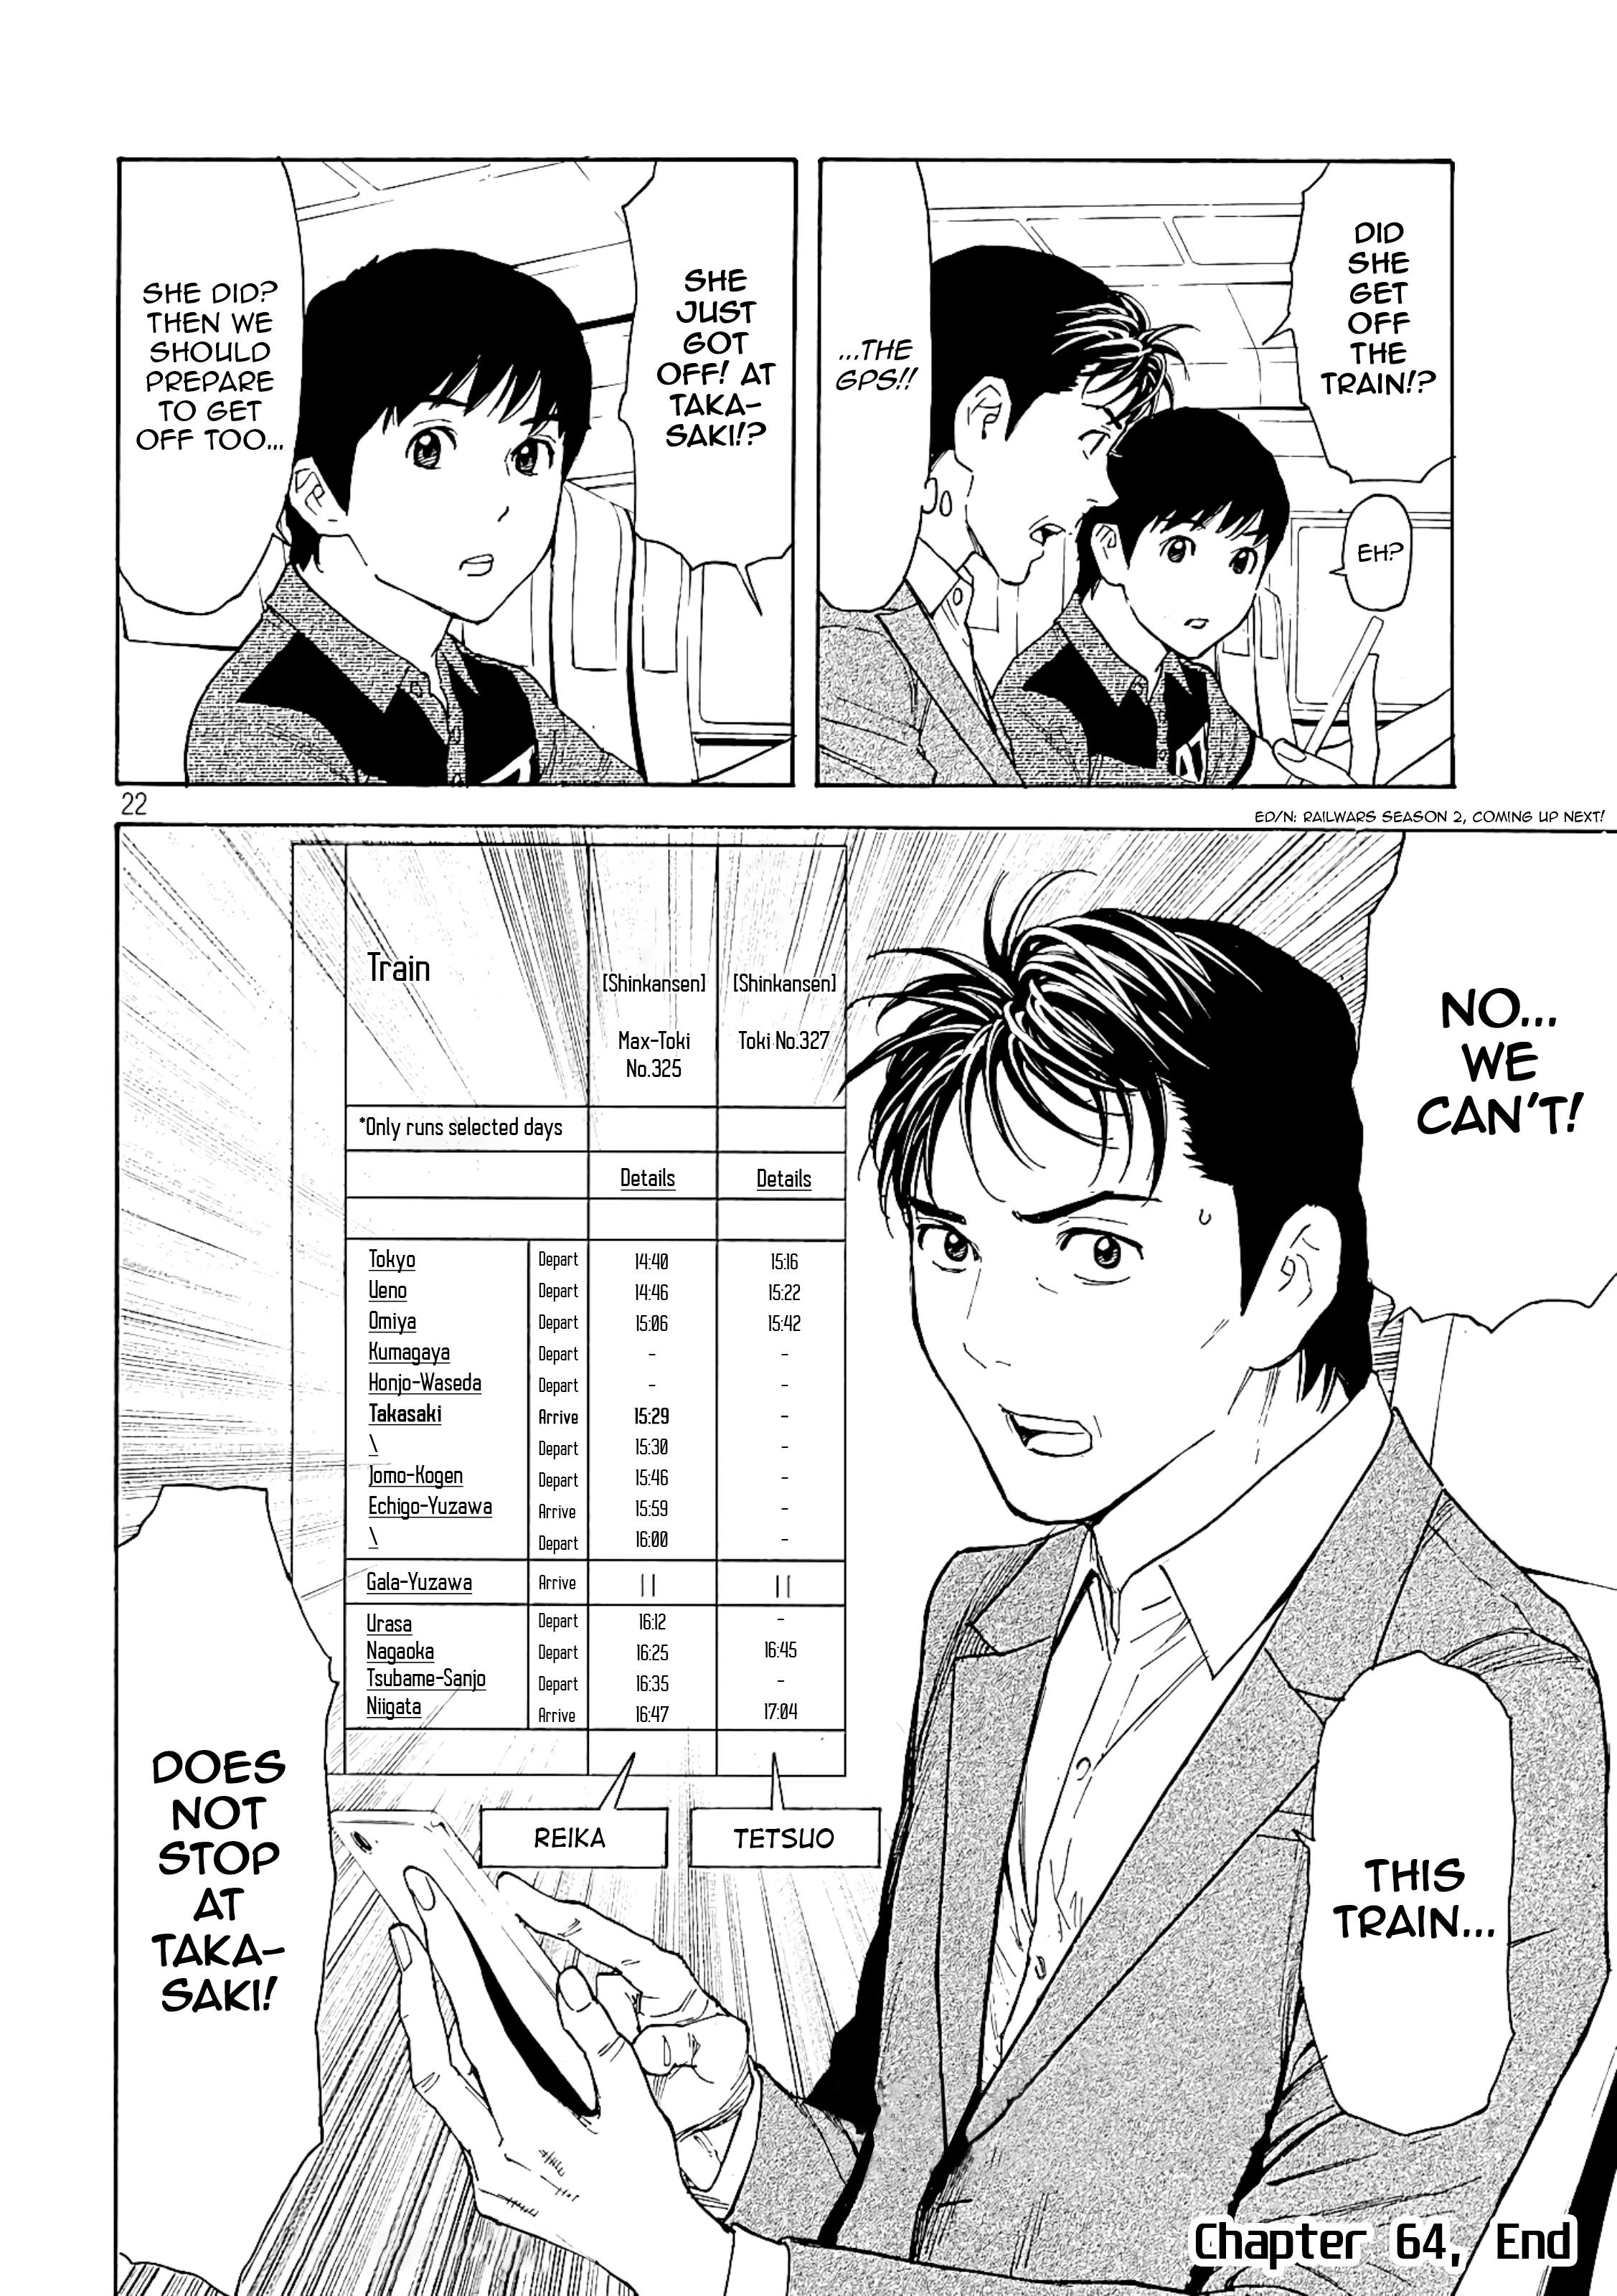 DID
SHE
GET
OFF
THE
TRAIN!?
EH?
...THE
GPS!!
SHE
JUST
GOT
OFF! AT
TAKA-
SAKI!?
SHE DID?
THEN WE
SHOULD
PREPARE
TO GET
OFF TOO...
22
ED/N: RAILWARS SEASON 2, COMING UP NEXT!
NO...
WE
CAN'T!
Train
[Shinkansen] [Shinkansen]
Max-Toki Toki No.327
No.325
*Only runs selected days
Details Details
Tokyo Depart 14:40 15:16
Ueno Depart 14:46 15:22
Omiya Depart 15:06 15:42
Kumagaya Depart - -
Honjo-Waseda Depart - -
Takasaki Arrive 15:29 -
\ Depart 15:30 -
Jomo-Kogen Depart 15:46 -
Echigo-Yuzawa Arrive 15:59 -
\ Depart 16:00 -
Gala-Yuzawa Arrive || ||
Urasa Depart 16:12 -
Nagaoka Depart 16:25 16:45
Tsubame-Sanjo Depart 16:35 -
Niigata Arrive 16:47 17:04
REIKA
TETSUO
THIS
TRAIN...
DOES
NOT
STOP
AT
TAKA-
SAKI!
Chapter 64, End